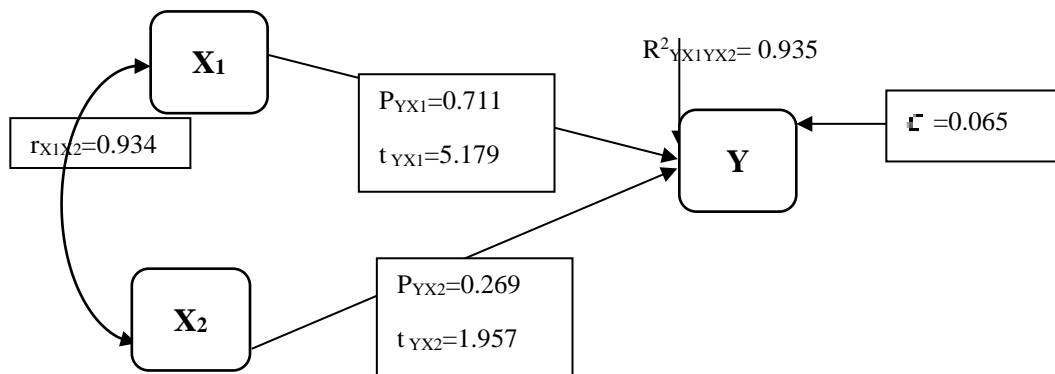 X1
R²YX1YX2= 0.935
PYX1=0.711
tYX1=5.179
rX1X2=0.934
=0.065
Y
PYX2=0.269
tYX2=1.957
X2